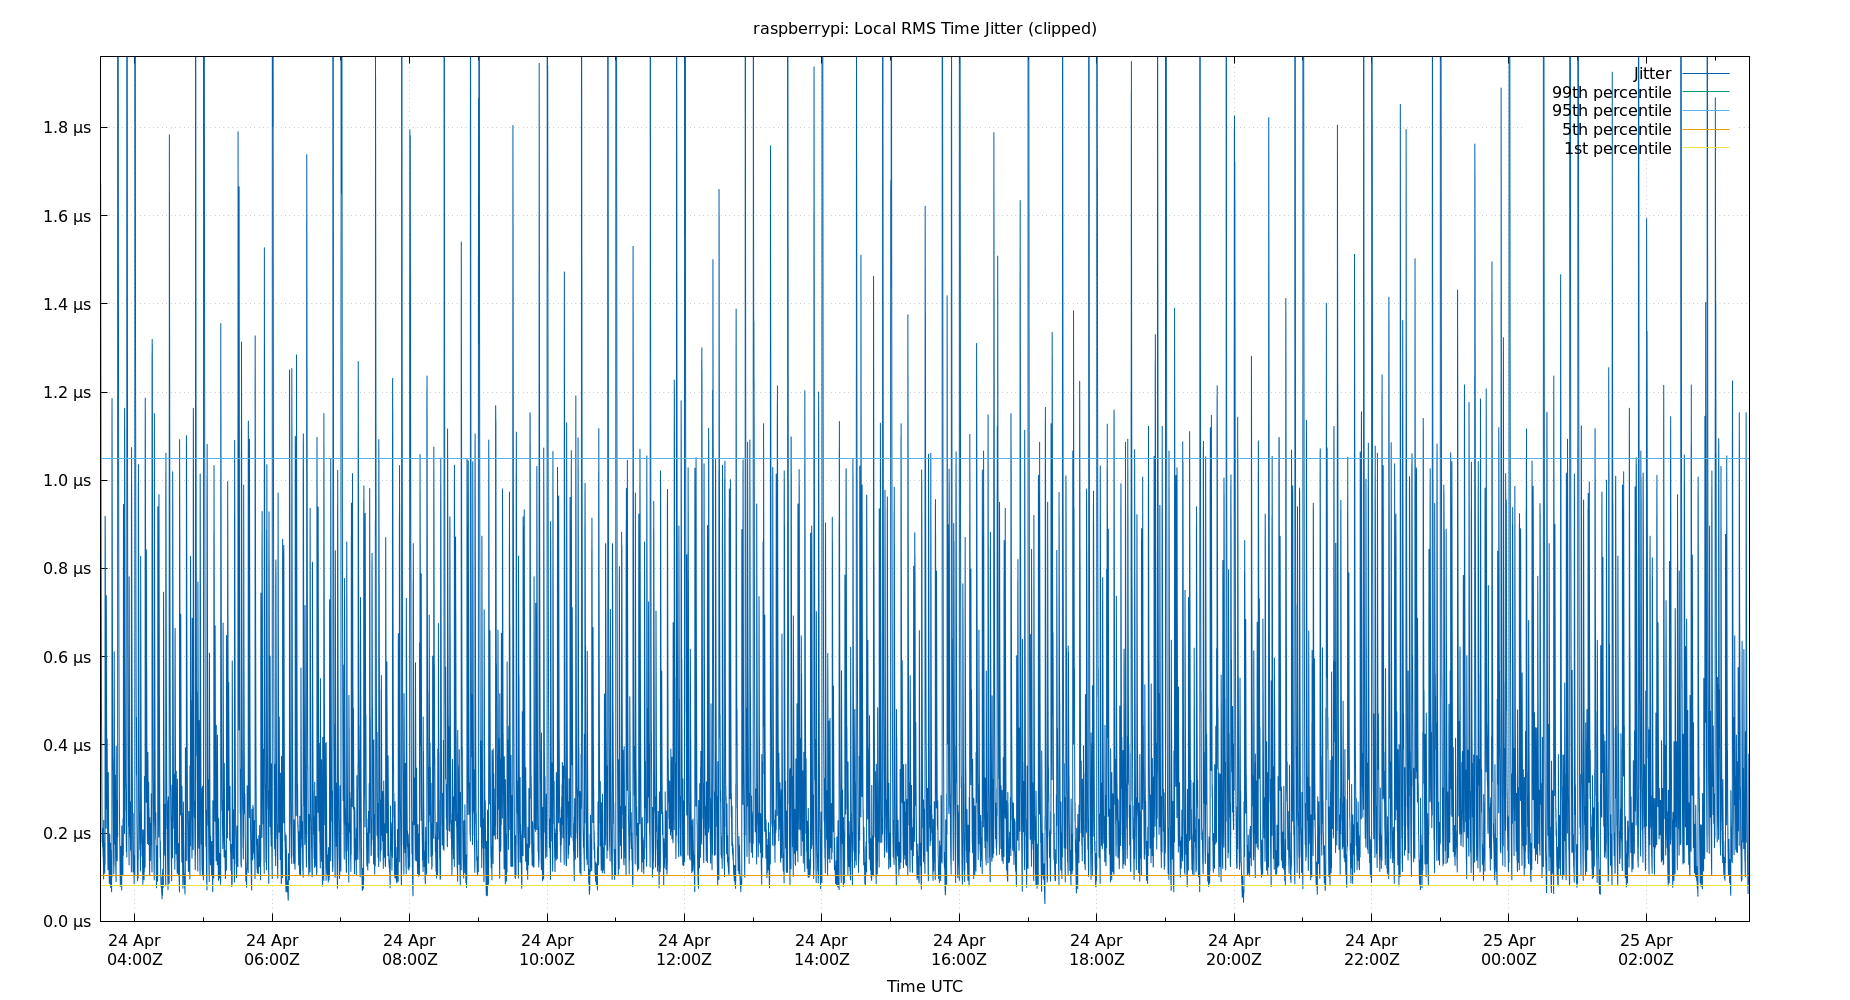 raspberrypi: Local RMS Time Jitter (clipped)
Jitter
99th percentile
95th percentile
5th percentile
1st percentile
1.8 μs
1.6 μs
1.4 μs
1.2 μs
1.0 μs
0.8 μs
0.6 μs
0.4 μs
0.2 μs
0.0 μs
24 Apr 24 Apr 24 Apr 24 Apr 24 Apr 24 Apr 24 Apr 24 Apr 24 Apr 24 Apr 25 Apr 25 Apr
04:00Z 06:00Z 08:00Z 10:00Z 12:00Z 14:00Z 16:00Z 18:00Z 20:00Z 22:00Z 00:00Z 02:00Z
Time UTC